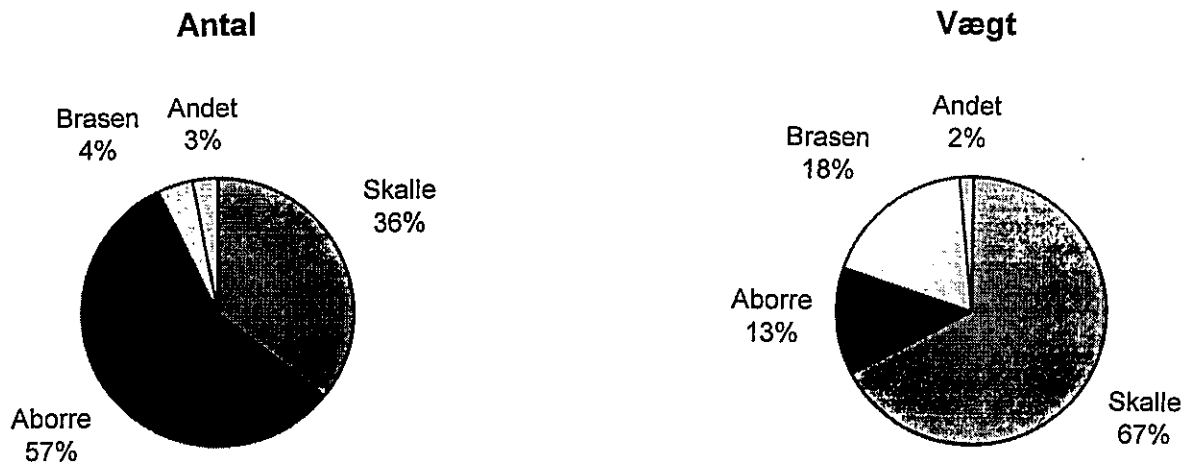 Antal
Brasen
4%
Andet
3%
Skalle
36%
Aborre
57%
Vægt
Brasen
18%
Andet
2%
Aborre
13%
Skalle
67%